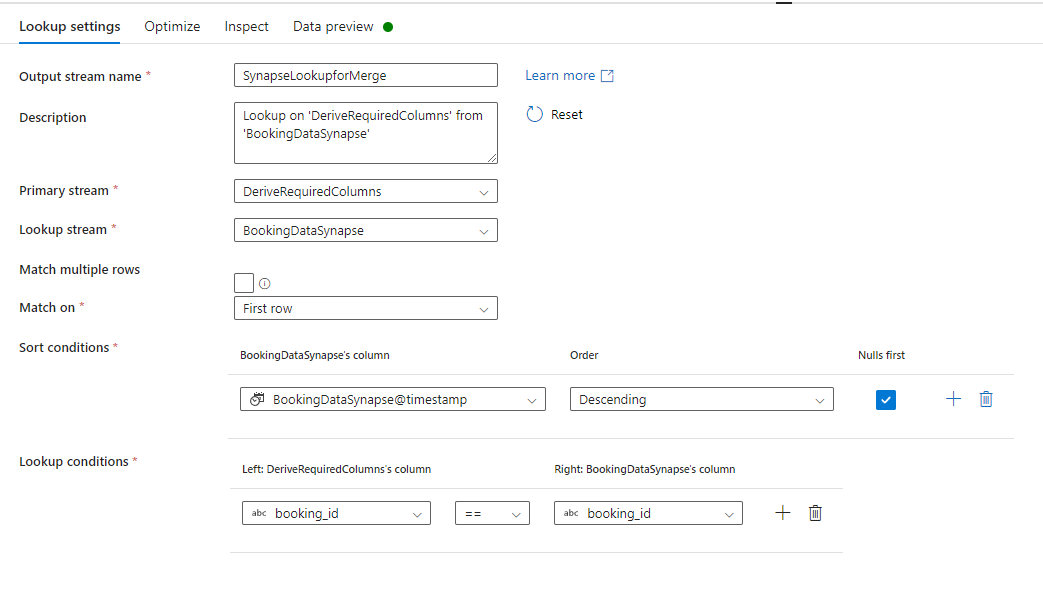 Lookup settings Optimize Inspect Data preview
Output stream name * SynapseLookupforMerge Learn more
Description Lookup on 'DeriveRequiredColumns' from
'BookingDataSynapse'
Reset
Primary stream * DeriveRequiredColumns
Lookup stream * BookingDataSynapse
Match multiple rows
Match on * First row
Sort conditions * BookingDataSynapse's column Order Nulls first
BookingDataSynapse@timestamp Descending
Lookup conditions * Left: DeriveRequiredColumns's column Right: BookingDataSynapse's column
abc booking_id == abc booking_id